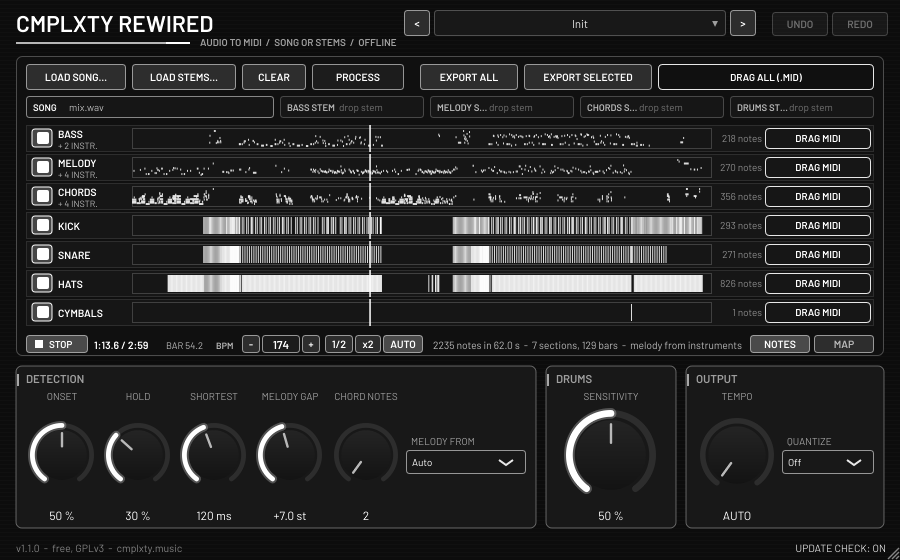 CMPLXTY REWIRED
AUDIO TO MIDI / SONG OR STEMS / OFFLINE
< Init ▼ > UNDO REDO
LOAD SONG... LOAD STEMS... CLEAR PROCESS EXPORT ALL EXPORT SELECTED DRAG ALL (.MID)
SONG mix.wav BASS STEM drop stem MELODY S... drop stem CHORDS S... drop stem DRUMS ST... drop stem
BASS
+ 2 INSTR.
218 notes DRAG MIDI
MELODY
+ 4 INSTR.
270 notes DRAG MIDI
CHORDS
+ 4 INSTR.
356 notes DRAG MIDI
KICK 293 notes DRAG MIDI
SNARE 271 notes DRAG MIDI
HATS 826 notes DRAG MIDI
CYMBALS 1 notes DRAG MIDI
STOP 1:13.6 / 2:59 BAR 54.2 BPM - 174 + 1/2 x2 AUTO 2235 notes in 62.0 s - 7 sections, 129 bars - melody from instruments NOTES MAP
DETECTION
ONSET HOLD SHORTEST MELODY GAP CHORD NOTES
MELODY FROM
Auto
50 % 30 % 120 ms +7.0 st 2
DRUMS
SENSITIVITY
50 %
OUTPUT
TEMPO
QUANTIZE
Off
AUTO
v1.1.0 - free, GPLv3 - cmplxty.music UPDATE CHECK: ON